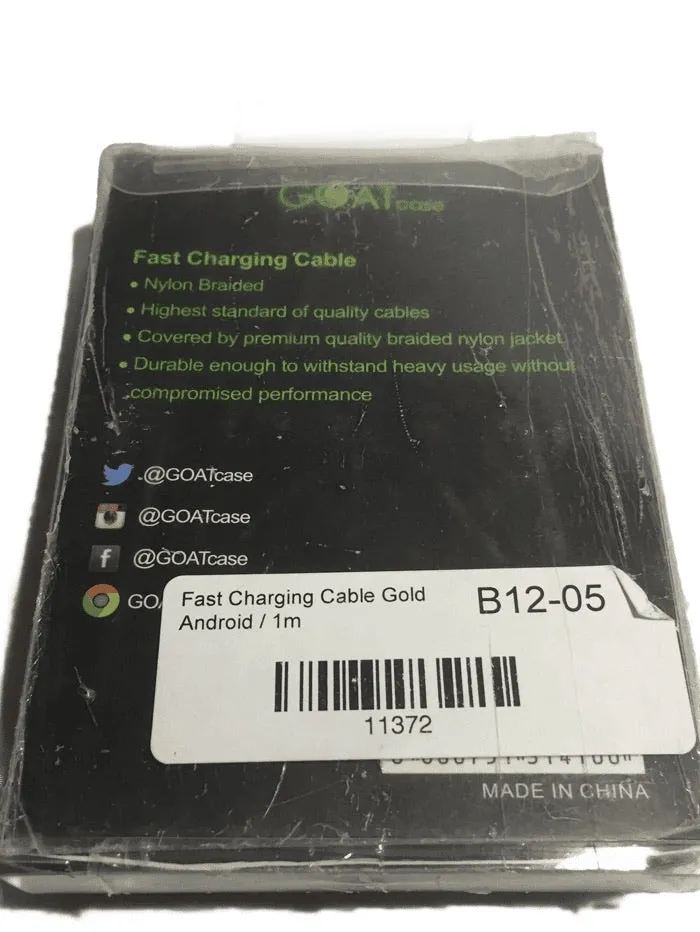 GOATcase
Fast Charging Cable
• Nylon Braided
• Highest standard of quality cables
• Covered by premium quality braided nylon jacket
• Durable enough to withstand heavy usage without
compromised performance
@GOATcase
@GOATcase
f @GOATcase
Fast Charging Cable Gold
Android / 1m
B12-05
11372
MADE IN CHINA